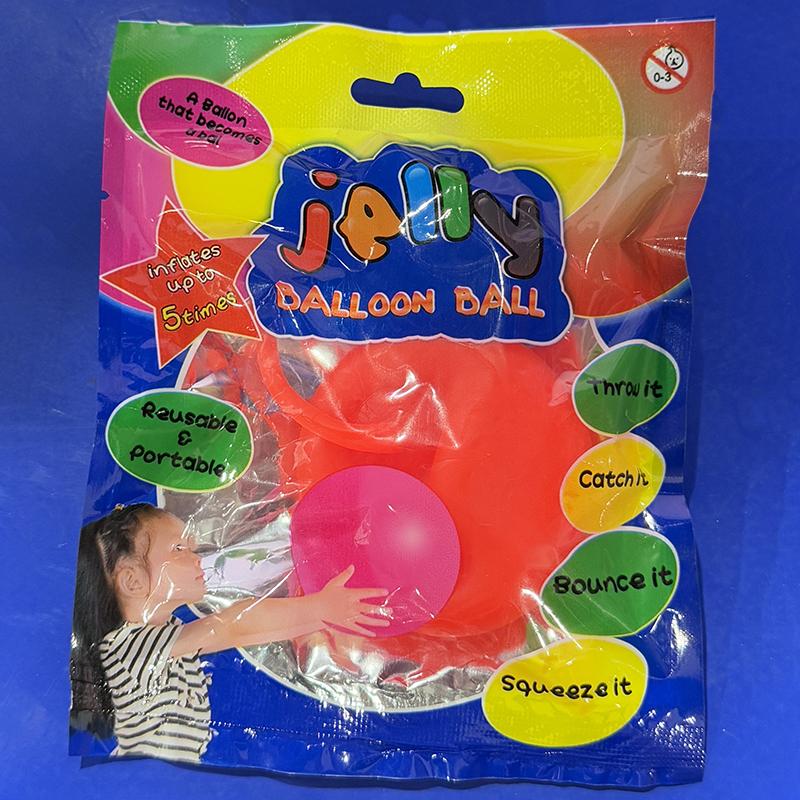 A Ballon
that becomes
a bal
0-3
jelly
BALLOON BALL
inflates
up to
5times
Reusable
&
Portable
Throw it
Catch it
Bounce it
Squeeze it